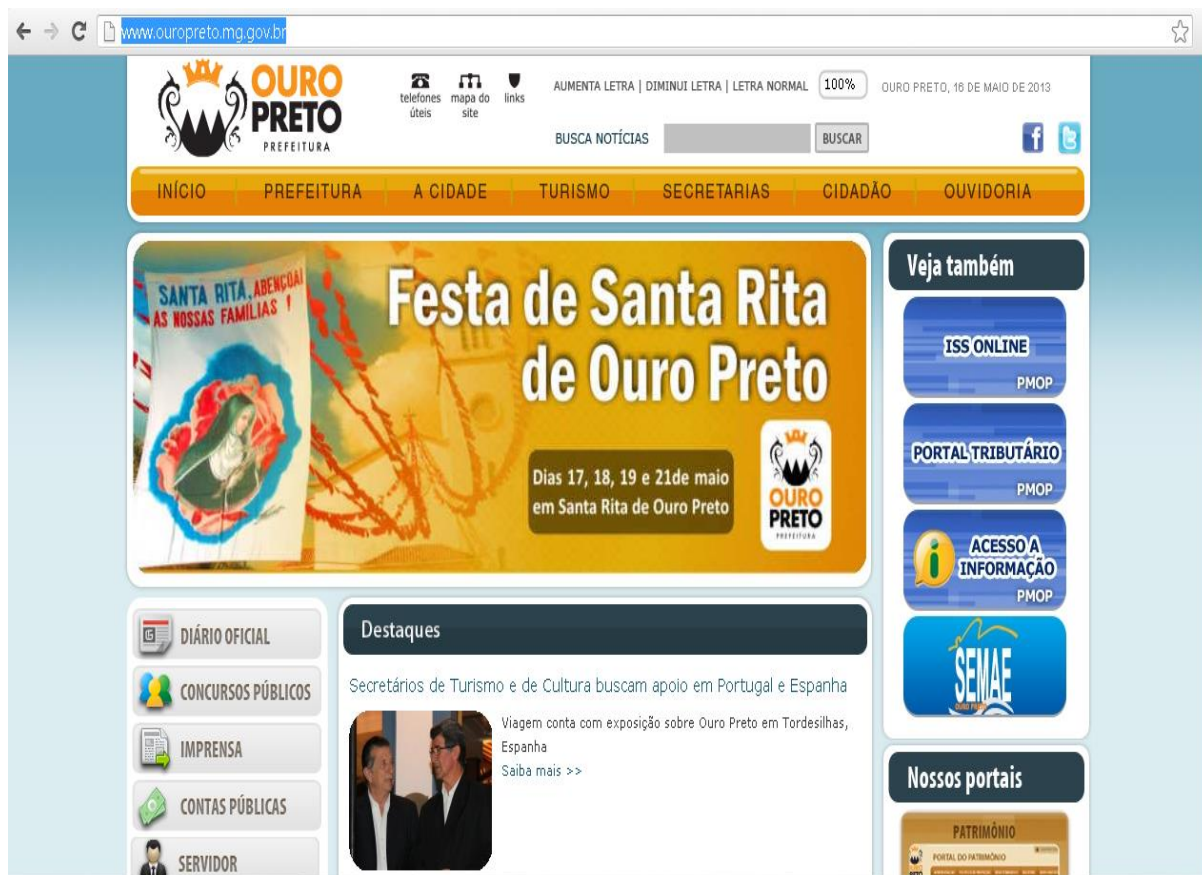 www.ouropreto.mg.gov.br
OURO
PRETO
PREFEITURA
telefones
úteis
mapa do
site
links
AUMENTA LETRA | DIMINUI LETRA | LETRA NORMAL
100%
OURO PRETO, 16 DE MAIO DE 2013
BUSCA NOTÍCIAS
BUSCAR
INÍCIO
PREFEITURA
A CIDADE
TURISMO
SECRETARIAS
CIDADÃO
OUVIDORIA
SANTA RITA, ABENÇOAI
AS NOSSAS FAMÍLIAS !
Festa de Santa Rita
de Ouro Preto
Dias 17, 18, 19 e 21de maio
em Santa Rita de Ouro Preto
OURO
PRETO
PREFEITURA
Veja também
ISS ONLINE
PMOP
PORTAL TRIBUTÁRIO
PMOP
ACESSO A
INFORMAÇÃO
PMOP
SEMAE
OURO PRETO
DIÁRIO OFICIAL
CONCURSOS PÚBLICOS
IMPRENSA
CONTAS PÚBLICAS
SERVIDOR
Destaques
Secretários de Turismo e de Cultura buscam apoio em Portugal e Espanha
Viagem conta com exposição sobre Ouro Preto em Tordesilhas,
Espanha
Saiba mais >>
Nossos portais
PATRIMÔNIO
PORTAL DO PATRIMÔNIO